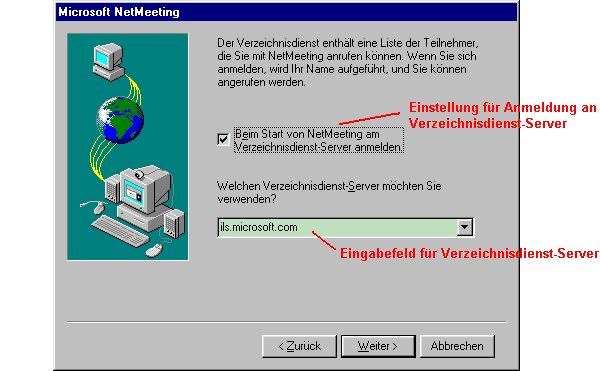 Microsoft NetMeeting
Der Verzeichnisdienst enthält eine Liste der Teilnehmer,
die Sie mit NetMeeting anrufen können. Wenn Sie sich
anmelden, wird Ihr Name aufgeführt, und Sie können
angerufen werden.
Einstellung für Anmeldung an
Verzeichnisdienst-Server
Beim Start von NetMeeting am
Verzeichnisdienst-Server anmelden.
Welchen Verzeichnisdienst-Server möchten Sie
verwenden?
ils.microsoft.com
Eingabefeld für Verzeichnisdienst-Server
< Zurück
Weiter >
Abbrechen